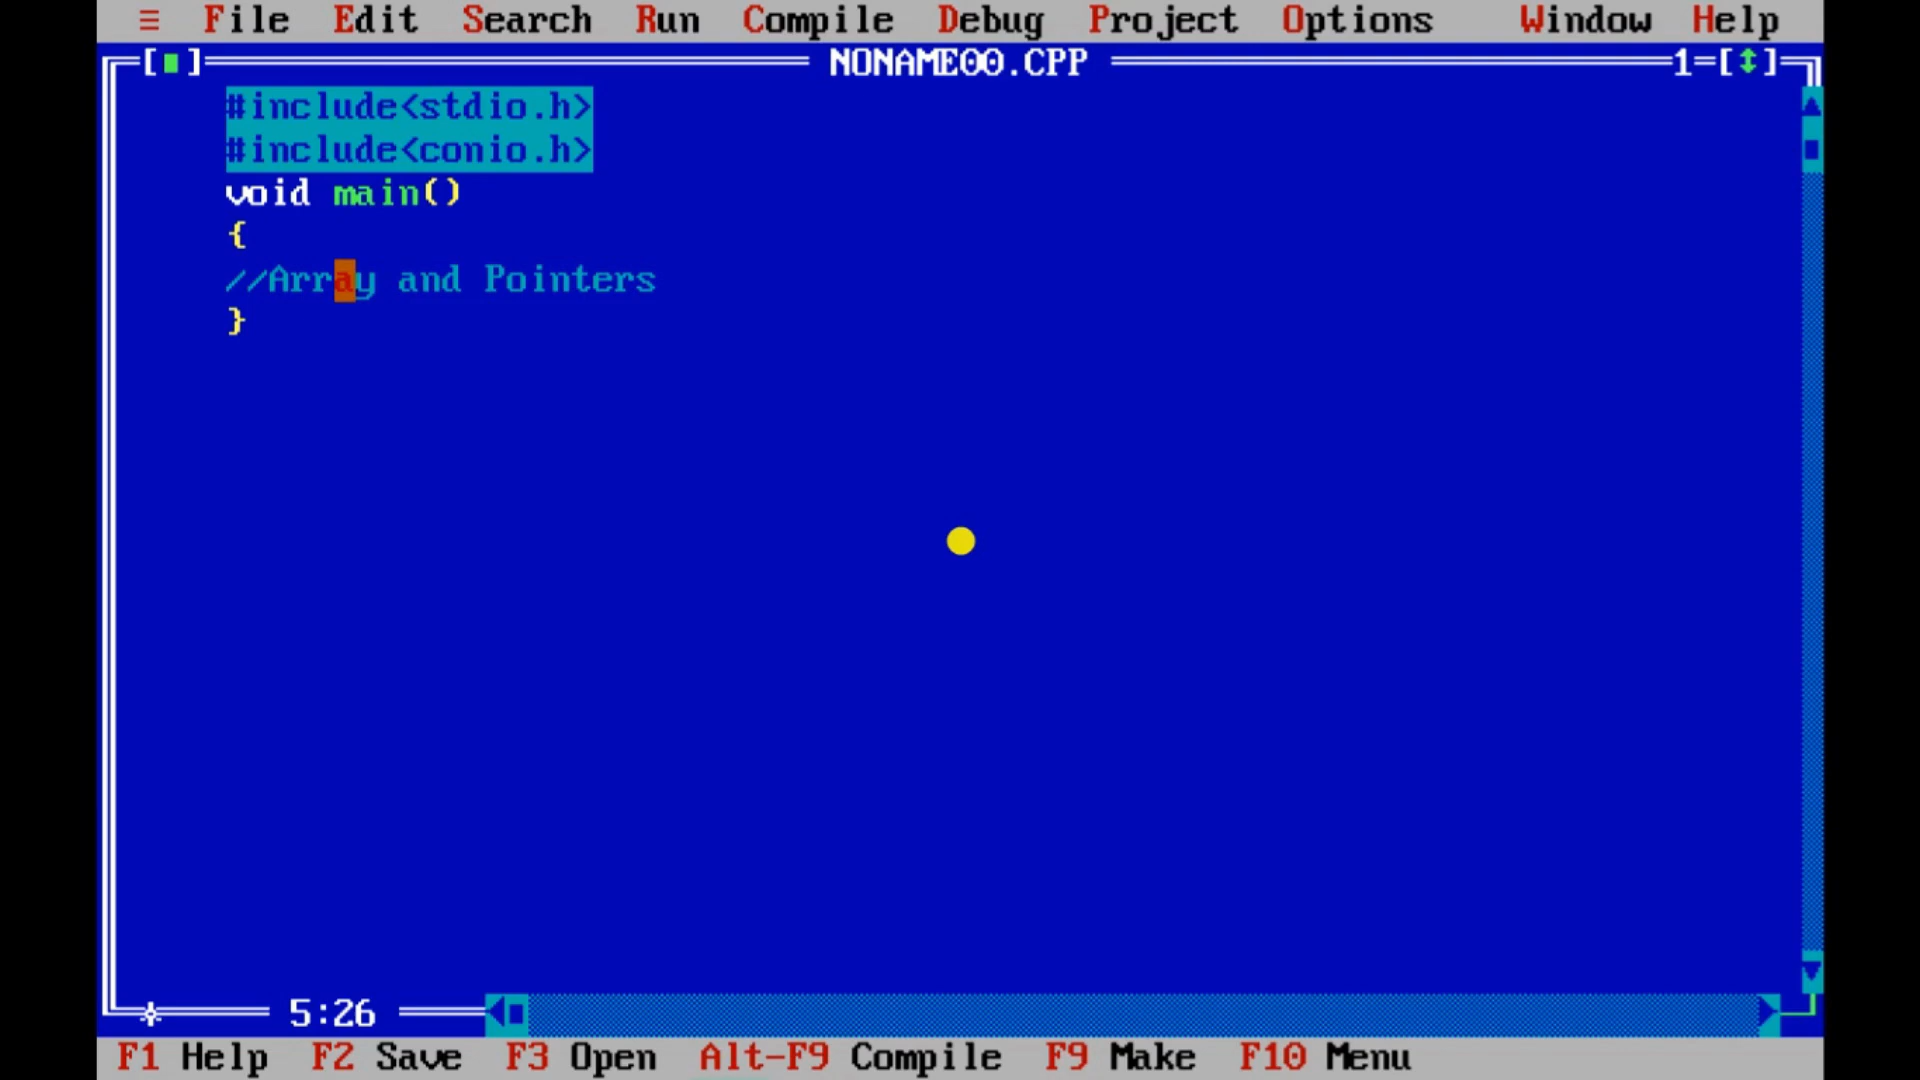 ≡ File Edit Search Run Compile Debug Project Options Window Help
[■] NONAME00.CPP 1=[↕]
#include<stdio.h>
#include<conio.h>
void main()
{
//Array and Pointers
}
5:26
F1 Help F2 Save F3 Open Alt-F9 Compile F9 Make F10 Menu